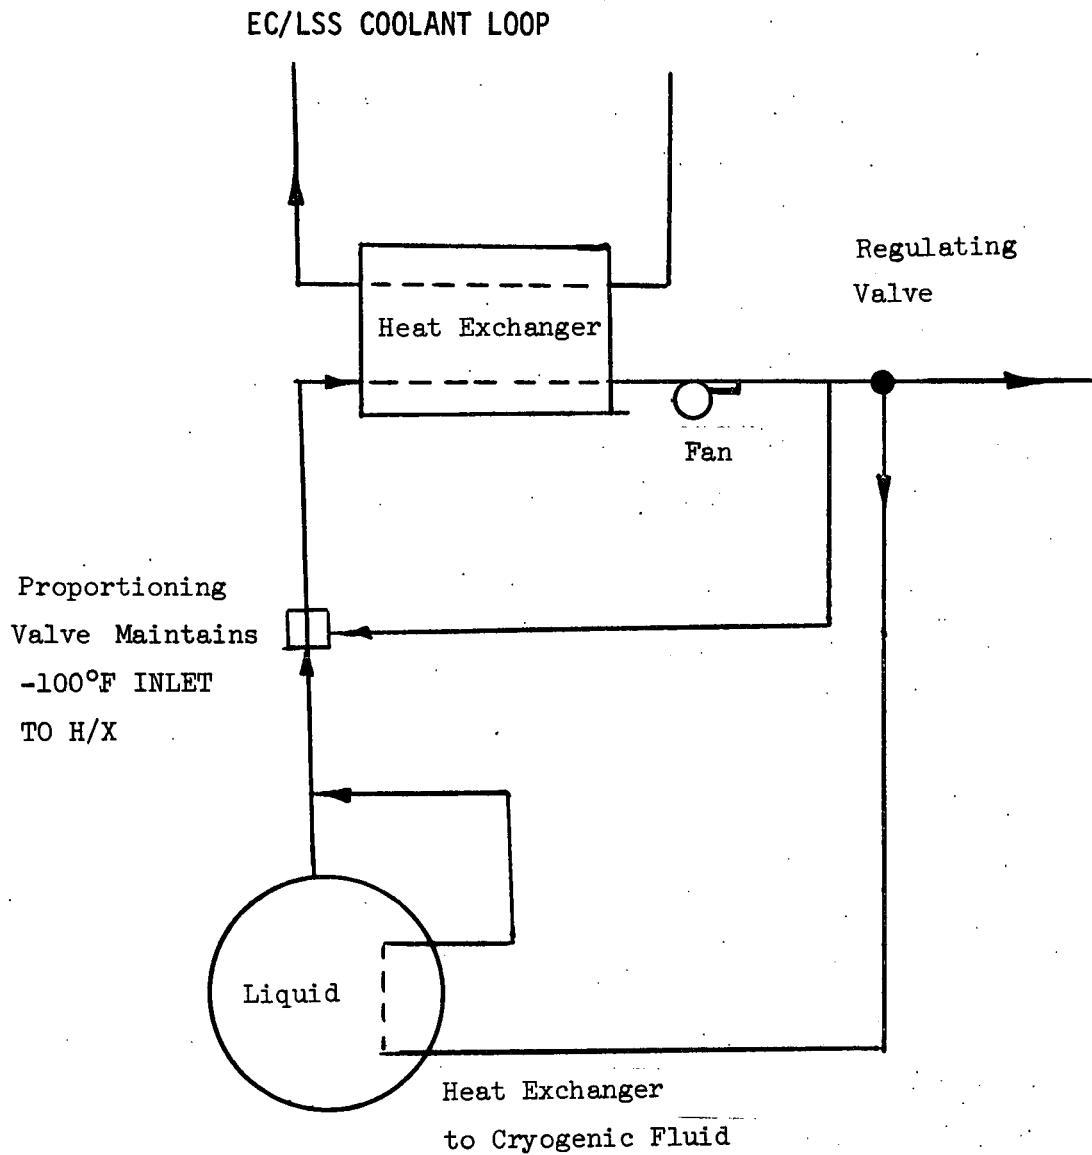 EC/LSS COOLANT LOOP
Regulating
Valve
Heat Exchanger
Fan
Proportioning
Valve Maintains
-100°F INLET
TO H/X
Liquid
Heat Exchanger
to Cryogenic Fluid